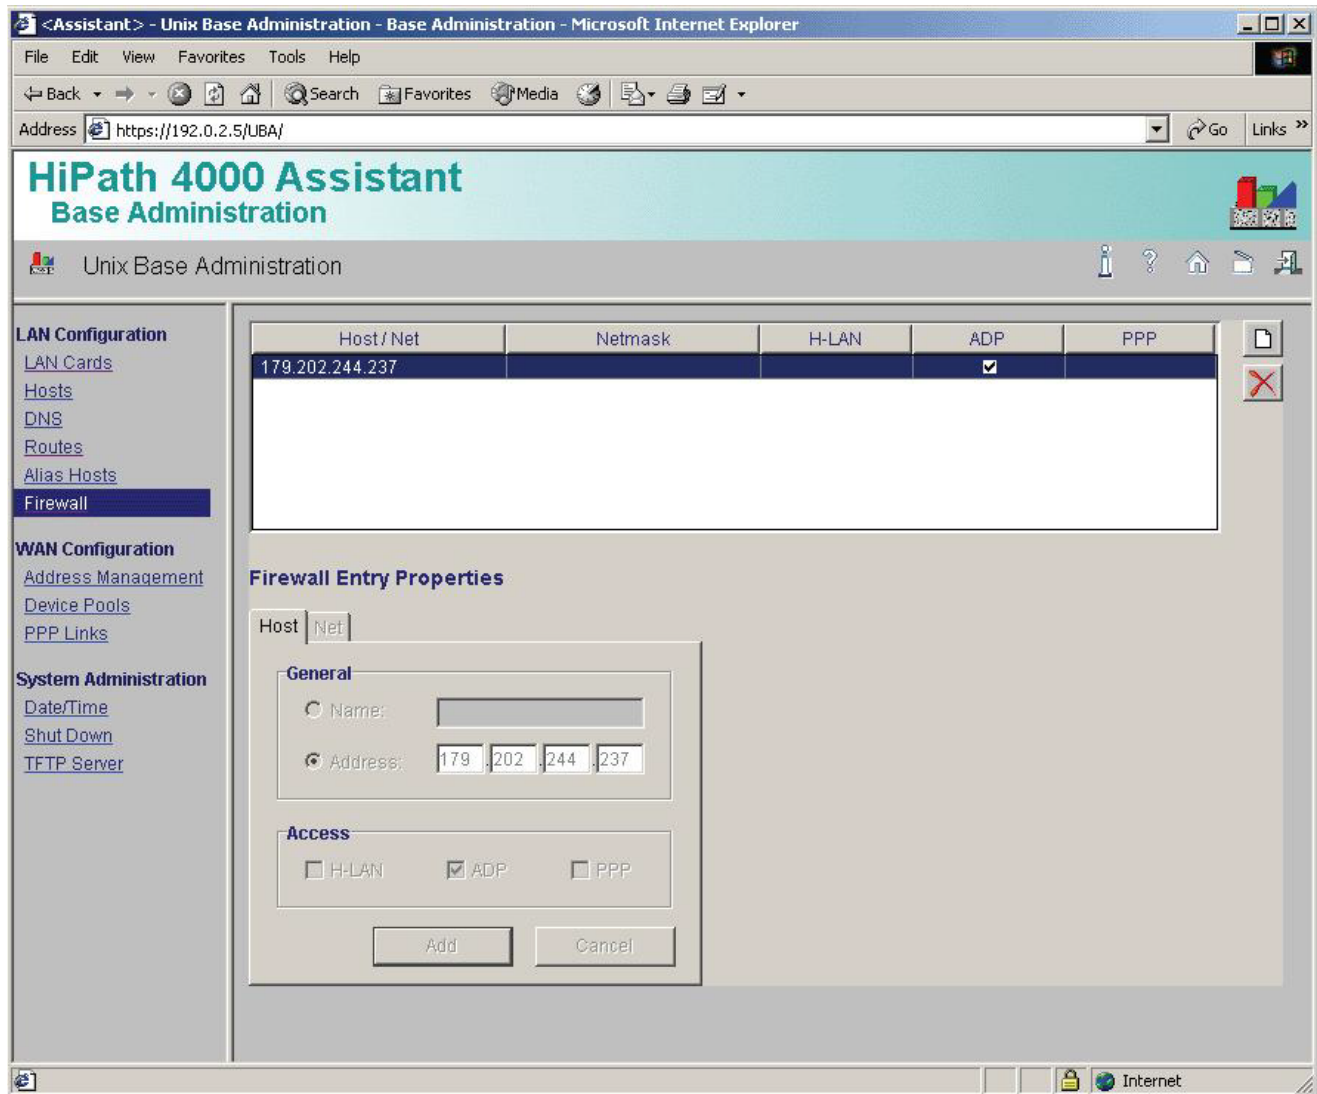 <Assistant> - Unix Base Administration - Base Administration - Microsoft Internet Explorer
File Edit View Favorites Tools Help
Back Search Favorites Media
Address https://192.0.2.5/UBA/ Go Links »
HiPath 4000 Assistant
Base Administration
Unix Base Administration
LAN Configuration
LAN Cards
Hosts
DNS
Routes
Alias Hosts
Firewall
WAN Configuration
Address Management
Device Pools
PPP Links
System Administration
Date/Time
Shut Down
TFTP Server
Host / Net Netmask H-LAN ADP PPP
179.202.244.237
Firewall Entry Properties
Host Net
General
Name:
Address: 179 .202 .244 .237
Access
H-LAN ADP PPP
Add Cancel
Internet